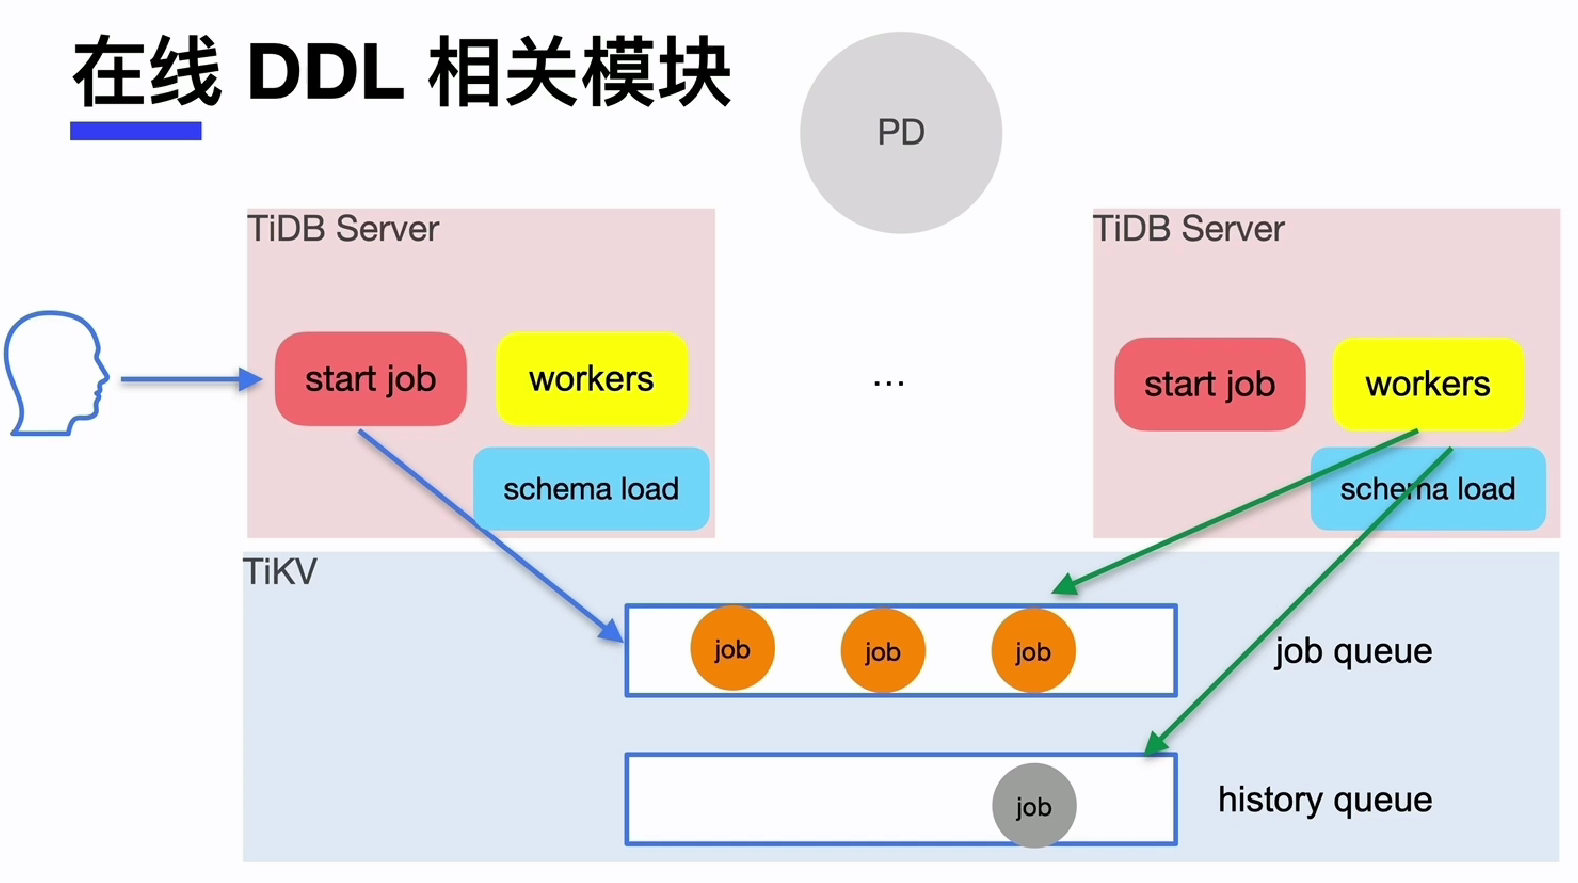 在线 DDL 相关模块
PD
TiDB Server
TiDB Server
start job
workers
...
start job
workers
schema load
schema load
TiKV
job
job
job
job queue
job
history queue